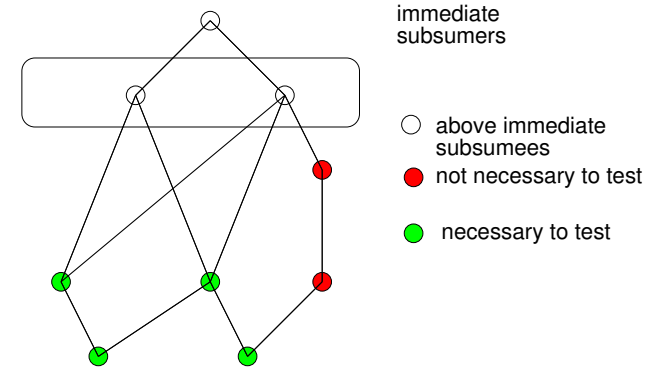 immediate
subsumers
above immediate
subsumees
not necessary to test
necessary to test